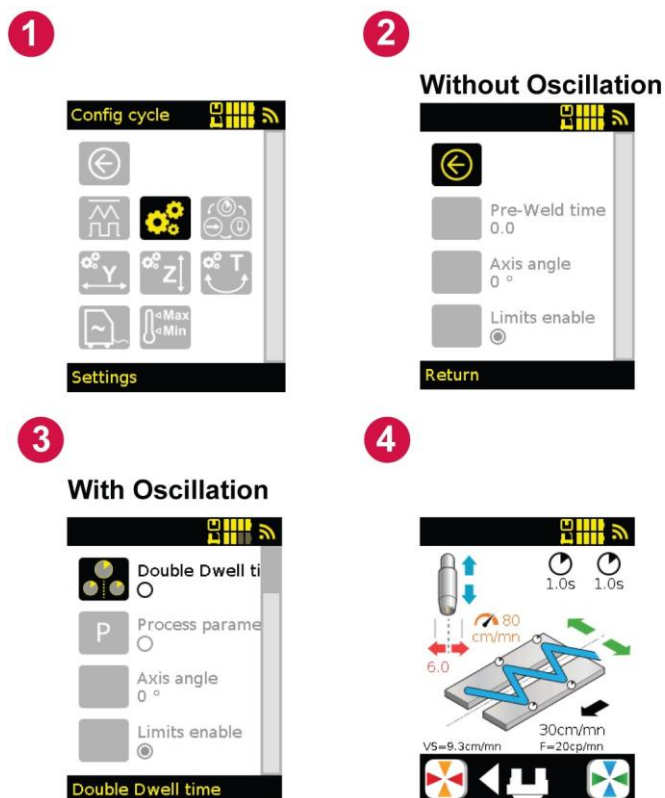 1
2
Without Oscillation
Config cycle
Y
Z
T
~
Max
Min
Settings
Pre-Weld time
0.0
Axis angle
0 °
Limits enable
Return
3
4
With Oscillation
Double Dwell ti
P
Process parame
Axis angle
0 °
Limits enable
Double Dwell time
1.0s 1.0s
80
cm/mn
6.0
30cm/mn
VS=9.3cm/mn F=20cp/mn